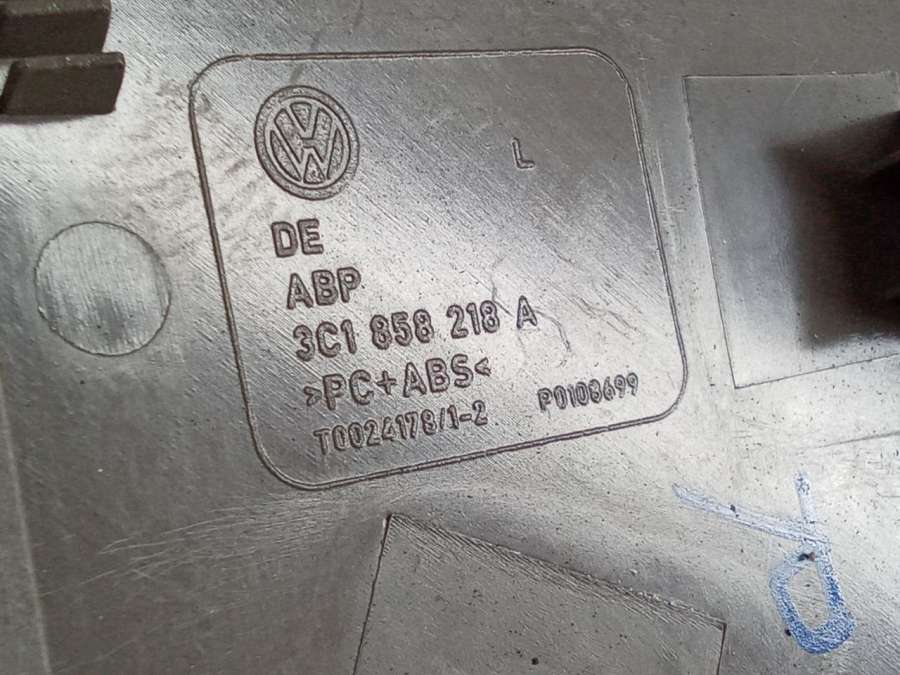 L
DE
ABP
3C1 858 218 A
>PC+ABS<
T0024178/1-2 P0108699